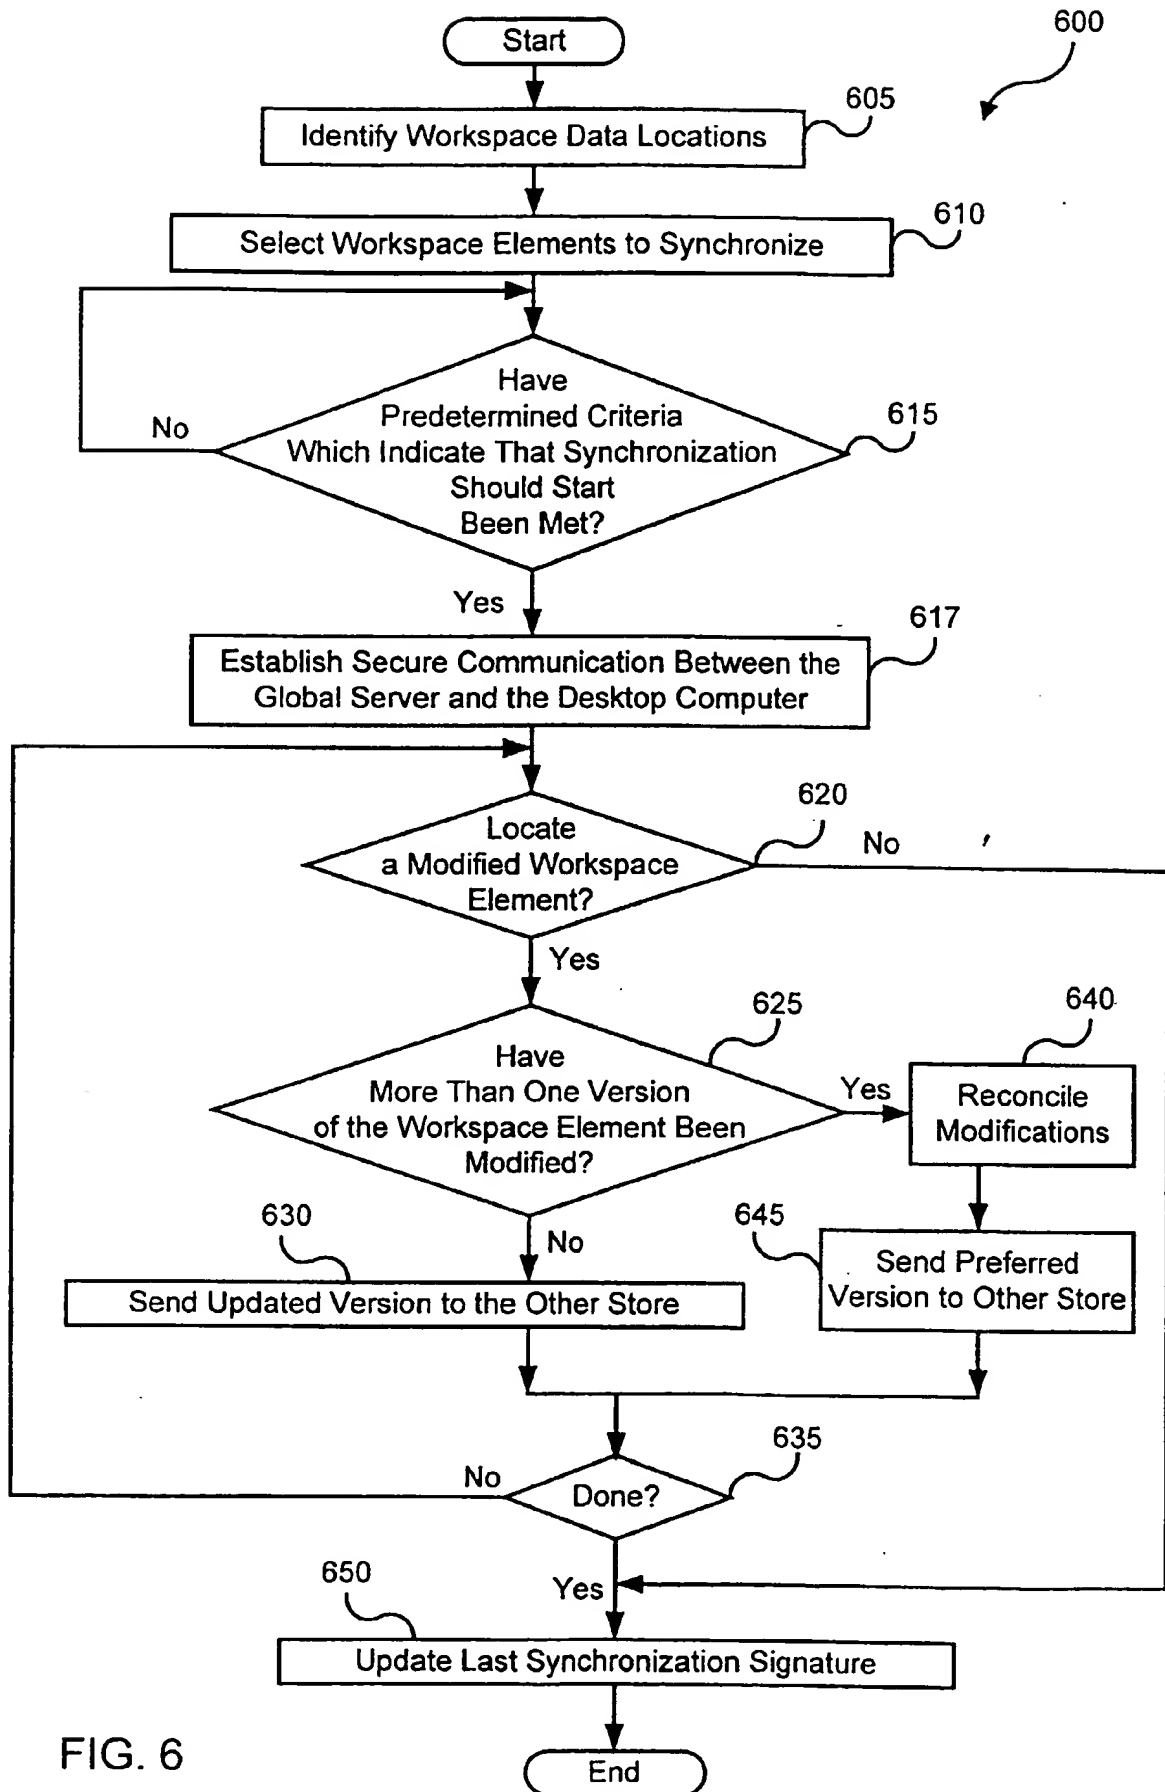 Start
600
605
Identify Workspace Data Locations
610
Select Workspace Elements to Synchronize
Have
Predetermined Criteria
Which Indicate That Synchronization
Should Start
Been Met?
No
615
Yes
617
Establish Secure Communication Between the
Global Server and the Desktop Computer
620
Locate
a Modified Workspace
Element?
No
Yes
625
640
Have
More Than One Version
of the Workspace Element Been
Modified?
Yes
Reconcile
Modifications
630
No
645
Send Updated Version to the Other Store
Send Preferred
Version to Other Store
635
No
Done?
650
Yes
Update Last Synchronization Signature
FIG. 6
End